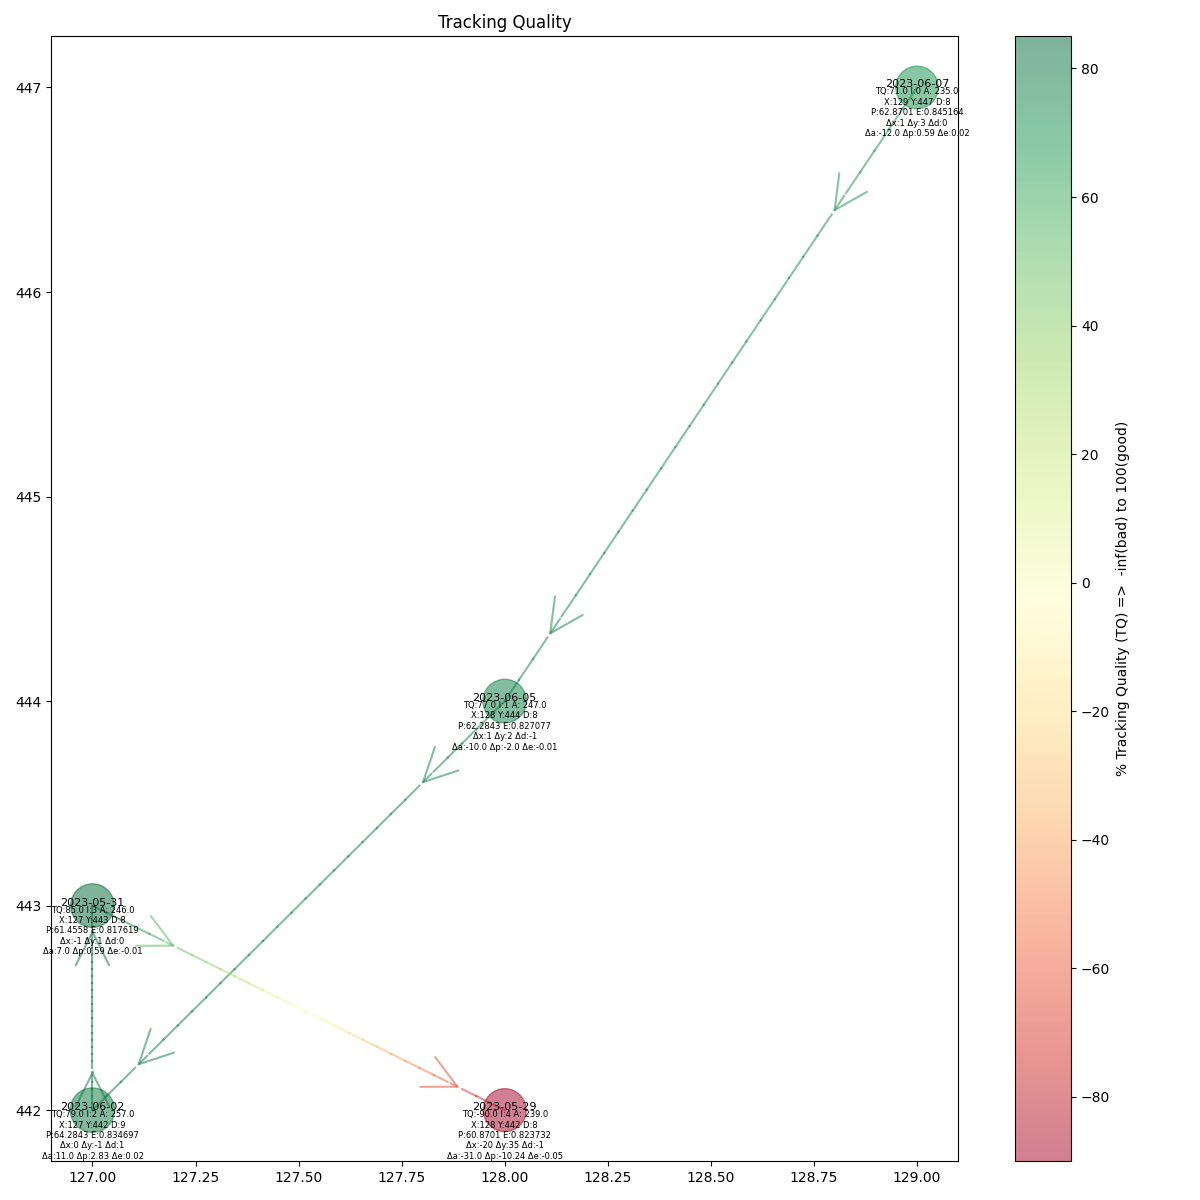 Tracking Quality
447
446
445
444
443
442
2023-06-07
TQ:71.0 I:0 A: 235.0
X:129 Y:447 D:8
P:62.8701 E:0.845164
Δx:1 Δy:3 Δd:0
Δa:-12.0 Δp:0.59 Δe:0.02
2023-06-05
TQ:77.0 I:1 A: 247.0
X:128 Y:444 D:8
P:62.2843 E:0.827077
Δx:1 Δy:2 Δd:-1
Δa:-10.0 Δp:-2.0 Δe:-0.01
2023-05-31
TQ:85.0 I:3 A: 246.0
X:127 Y:443 D:8
P:61.4558 E:0.817619
Δx:-1 Δy:1 Δd:0
Δa:7.0 Δp:0.59 Δe:-0.01
2023-06-02
TQ:79.0 I:2 A: 257.0
X:127 Y:442 D:9
P:64.2843 E:0.834697
Δx:0 Δy:-1 Δd:1
Δa:11.0 Δp:2.83 Δe:0.02
2023-05-29
TQ:-90.0 I:4 A: 239.0
X:128 Y:442 D:8
P:60.8701 E:0.823732
Δx:-20 Δy:35 Δd:-1
Δa:-31.0 Δp:-10.24 Δe:-0.05
127.00 127.25 127.50 127.75 128.00 128.25 128.50 128.75 129.00
80
60
40
20
0
−20
−40
−60
−80
% Tracking Quality (TQ) => -inf(bad) to 100(good)